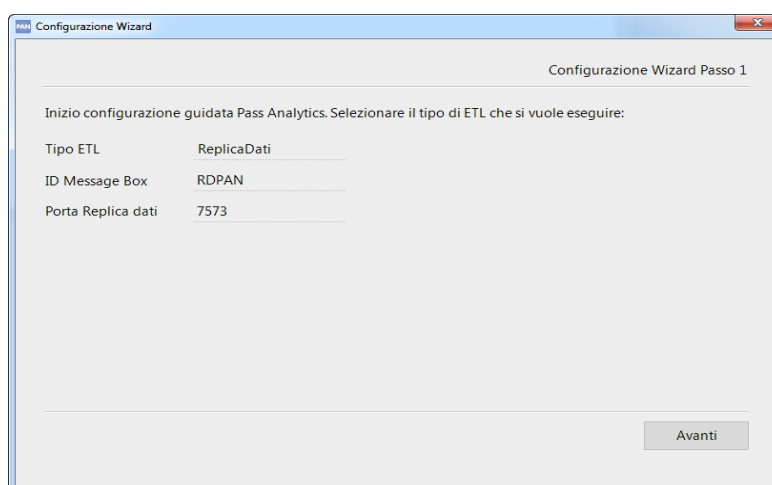 PAN Configurazione Wizard
Configurazione Wizard Passo 1
Inizio configurazione guidata Pass Analytics. Selezionare il tipo di ETL che si vuole eseguire:
Tipo ETL ReplicaDati
ID Message Box RDPAN
Porta Replica dati 7573
Avanti